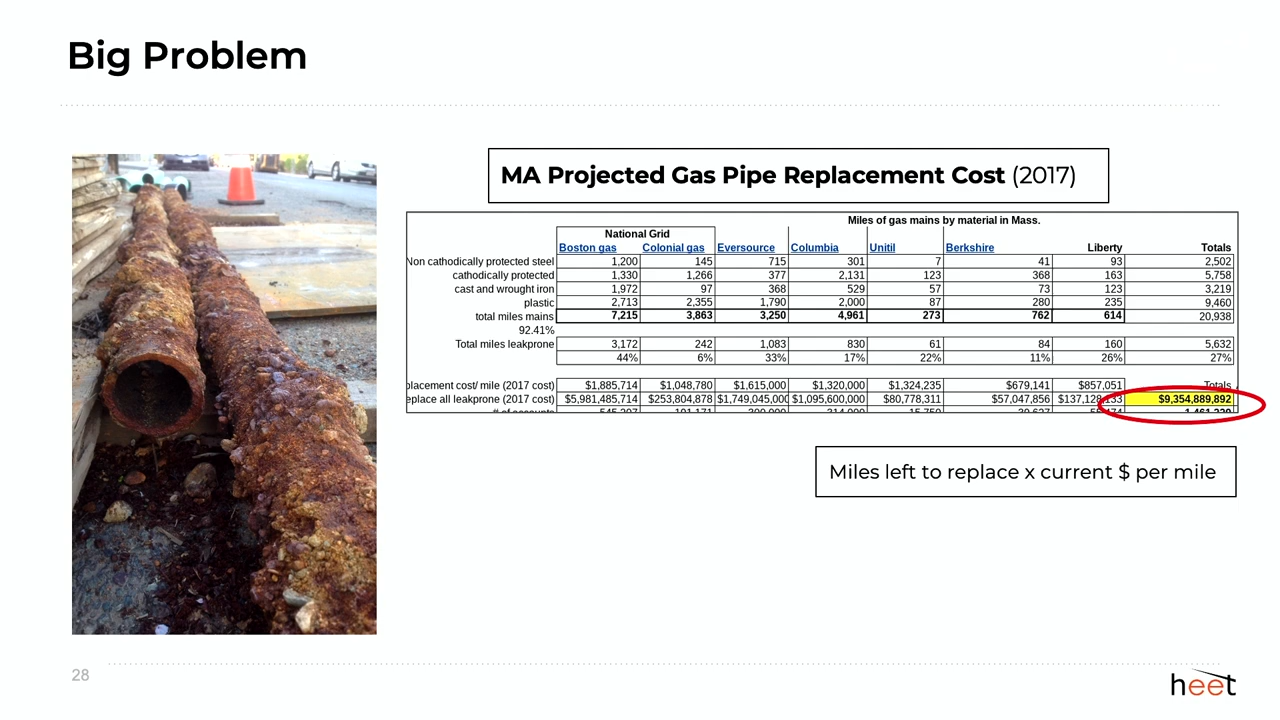 Big Problem
MA Projected Gas Pipe Replacement Cost (2017)
Miles of gas mains by material in Mass.
National Grid
Boston gas Colonial gas Eversource Columbia Unitil Berkshire Liberty Totals
Non cathodically protected steel 1,200 145 715 301 7 41 93 2,502
cathodically protected 1,330 1,266 377 2,131 123 368 163 5,758
cast and wrought iron 1,972 97 368 529 57 73 123 3,219
plastic 2,713 2,355 1,790 2,000 87 280 235 9,460
total miles mains 7,215 3,863 3,250 4,961 273 762 614 20,938
92.41%
Total miles leakprone 3,172 242 1,083 830 61 84 160 5,632
44% 6% 33% 17% 22% 11% 26% 27%
placement cost/ mile (2017 cost) $1,885,714 $1,048,780 $1,615,000 $1,320,000 $1,324,235 $679,141 $857,051 Totals
eplace all leakprone (2017 cost) $5,981,485,714 $253,804,878 $1,749,045,000 $1,095,600,000 $80,778,311 $57,047,856 $137,128,133 $9,354,889,892
Miles left to replace x current $ per mile
28
heet